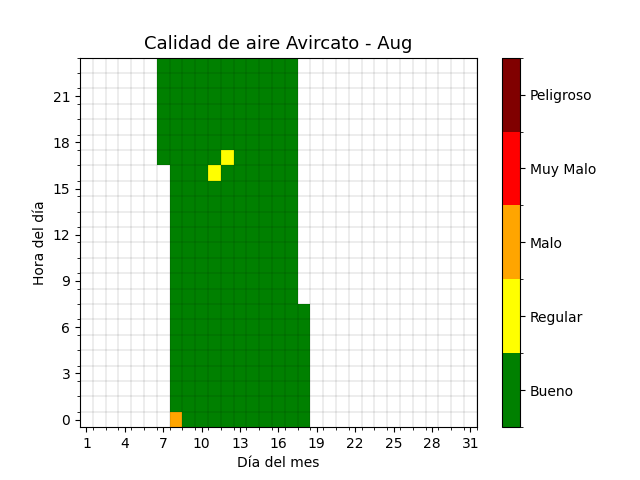 Calidad de aire Avircato - Aug
Hora del día
21
18
15
12
9
6
3
0
1 4 7 10 13 16 19 22 25 28 31
Día del mes
Peligroso
Muy Malo
Malo
Regular
Bueno